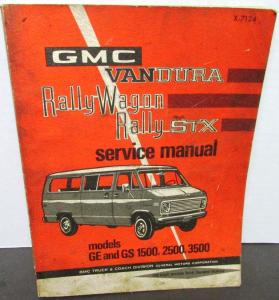 X-7124
GMC
VANDURA
Rally Wagon
Rally STX
service manual
models
GE and GS 1500, 2500, 3500
GMC TRUCK & COACH DIVISION GENERAL MOTORS CORPORATION